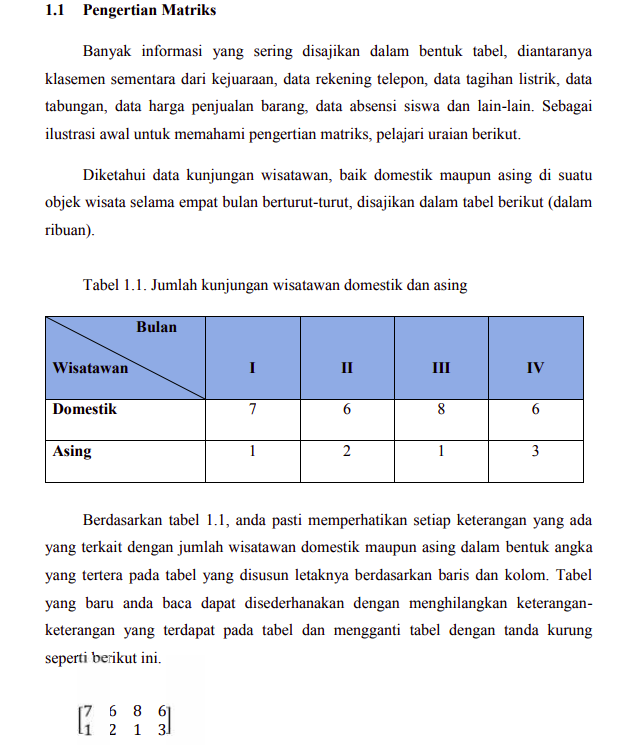 1.1 Pengertian Matriks
Banyak informasi yang sering disajikan dalam bentuk tabel, diantaranya
klasemen sementara dari kejuaraan, data rekening telepon, data tagihan listrik, data
tabungan, data harga penjualan barang, data absensi siswa dan lain-lain. Sebagai
ilustrasi awal untuk memahami pengertian matriks, pelajari uraian berikut.
Diketahui data kunjungan wisatawan, baik domestik maupun asing di suatu
objek wisata selama empat bulan berturut-turut, disajikan dalam tabel berikut (dalam
ribuan).
Tabel 1.1. Jumlah kunjungan wisatawan domestik dan asing
Bulan
Wisatawan I II III IV
Domestik 7 6 8 6
Asing 1 2 1 3
Berdasarkan tabel 1.1, anda pasti memperhatikan setiap keterangan yang ada
yang terkait dengan jumlah wisatawan domestik maupun asing dalam bentuk angka
yang tertera pada tabel yang disusun letaknya berdasarkan baris dan kolom. Tabel
yang baru anda baca dapat disederhanakan dengan menghilangkan keterangan-
keterangan yang terdapat pada tabel dan mengganti tabel dengan tanda kurung
seperti berikut ini.
[7 6 8 6]
[1 2 1 3]